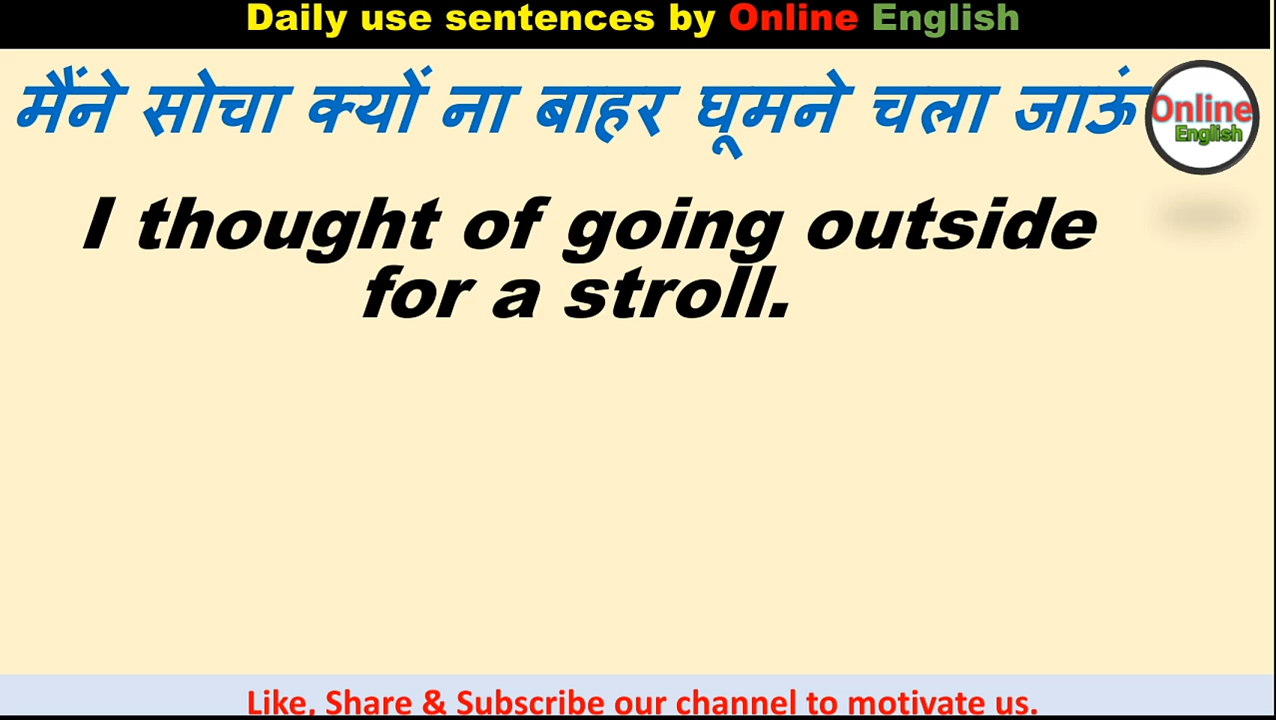 Daily use sentences by Online English
मैंने सोचा क्यों ना बाहर घूमने चला जाऊं
Online
English
I thought of going outside
for a stroll.
Like, Share & Subscribe our channel to motivate us.